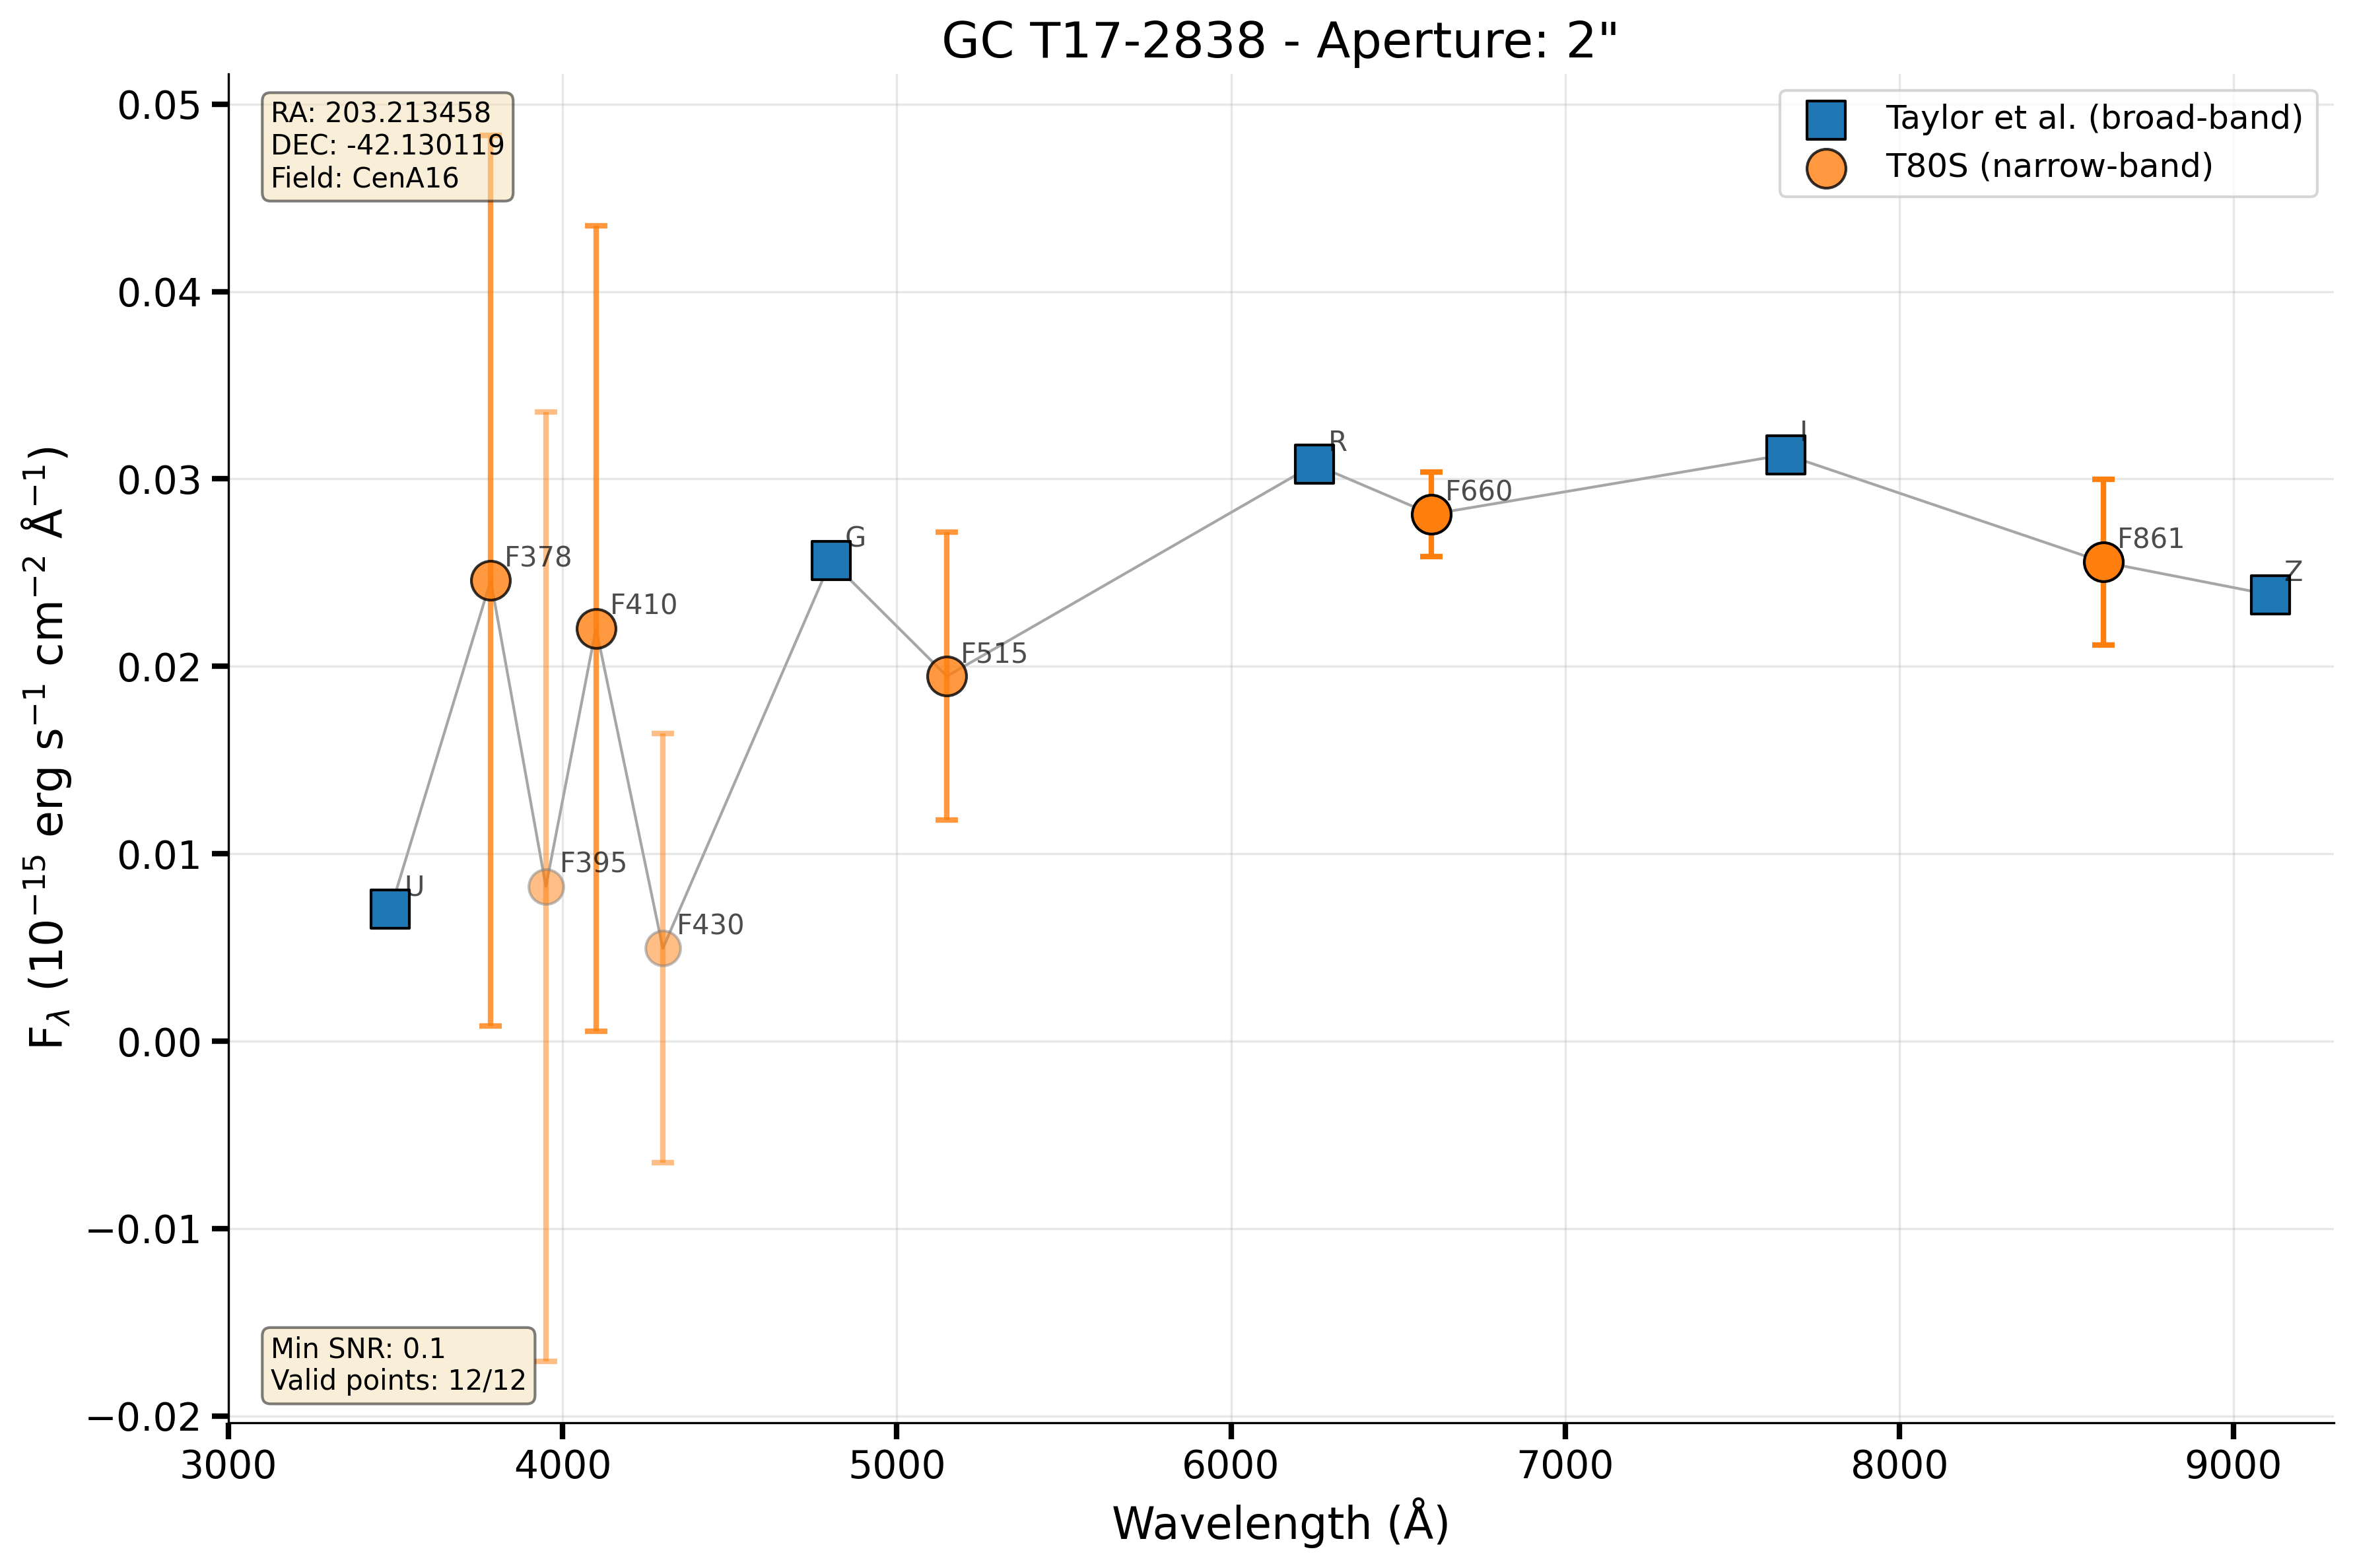 GC T17-2838 - Aperture: 2"
RA: 203.213458
DEC: -42.130119
Field: CenA16
Taylor et al. (broad-band)
T80S (narrow-band)
0.05
0.04
0.03
0.02
0.01
0.00
−0.01
−0.02
F_λ (10⁻¹⁵ erg s⁻¹ cm⁻² Å⁻¹)
U
F378
F395
F410
F430
G
F515
R
F660
I
F861
Z
Min SNR: 0.1
Valid points: 12/12
3000 4000 5000 6000 7000 8000 9000
Wavelength (Å)